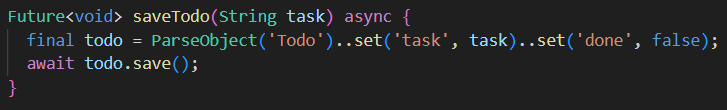 Future<void> saveTodo(String task) async {
  final todo = ParseObject('Todo')..set('task', task)..set('done', false);
  await todo.save();
}